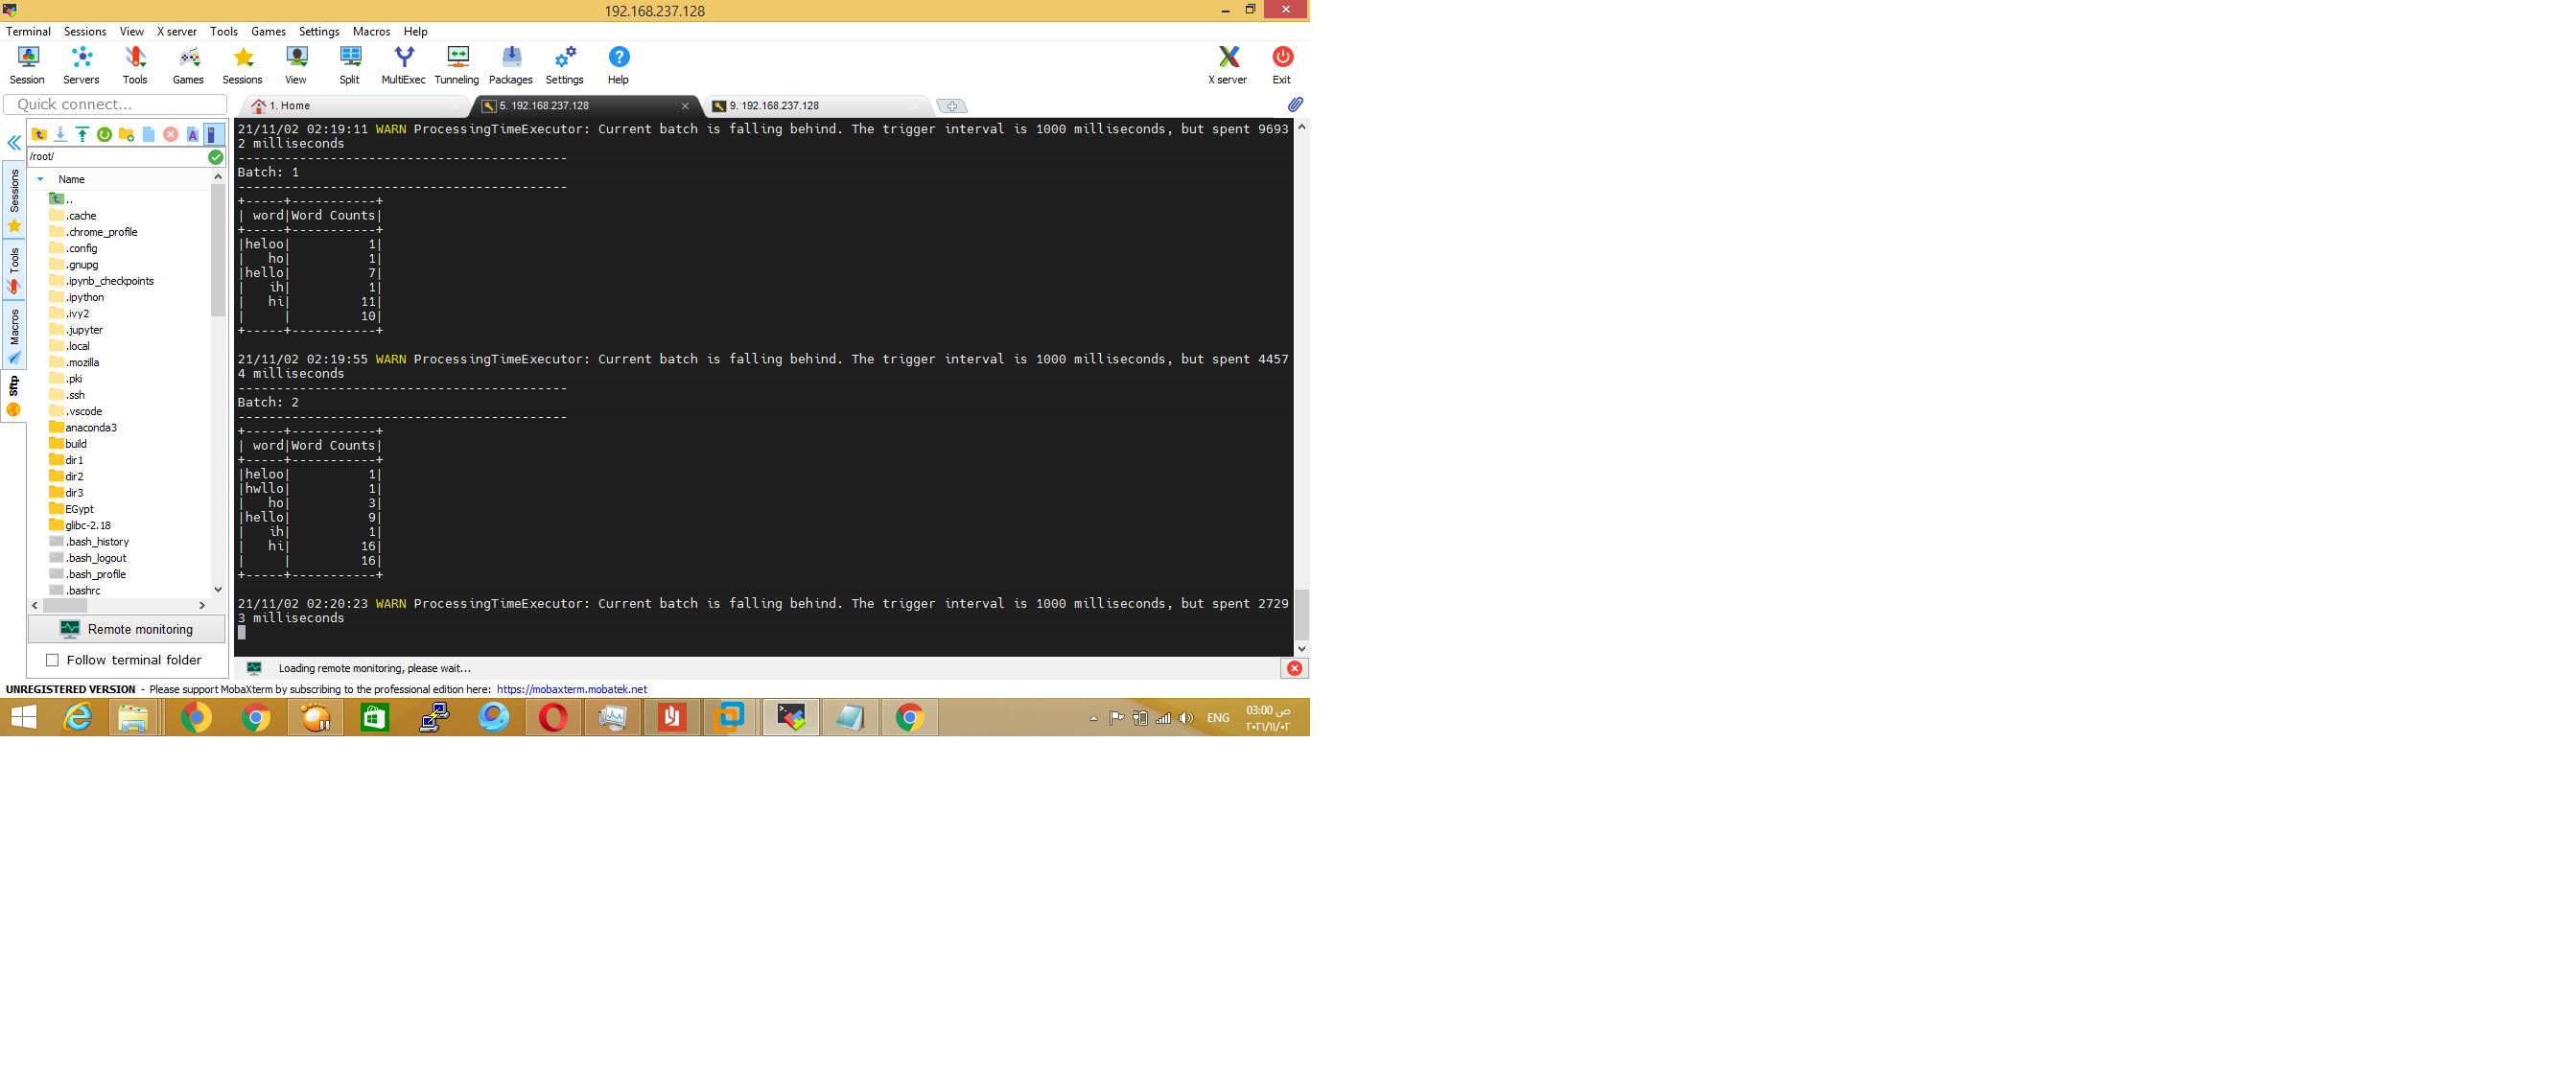 192.168.237.128
Terminal Sessions View X server Tools Games Settings Macros Help
Session Servers Tools Games Sessions View Split MultiExec Tunneling Packages Settings Help X server Exit
Quick connect...
1. Home
5. 192.168.237.128
9. 192.168.237.128
/root/
Name
..
.cache
.chrome_profile
.config
.gnupg
.ipynb_checkpoints
.ipython
.ivy2
.jupyter
.local
.mozilla
.pki
.ssh
.vscode
anaconda3
build
dir1
dir2
dir3
EGypt
glibc-2.18
.bash_history
.bash_logout
.bash_profile
.bashrc
Sessions
Tools
Macros
Sftp
Remote monitoring
Follow terminal folder
21/11/02 02:19:11 WARN ProcessingTimeExecutor: Current batch is falling behind. The trigger interval is 1000 milliseconds, but spent 9693
2 milliseconds
-------------------------------------------
Batch: 1
-------------------------------------------
+-----+-----------+
| word|Word Counts|
+-----+-----------+
|heloo|          1|
|   ho|          1|
|hello|          7|
|   ih|          1|
|   hi|         11|
|     |         10|
+-----+-----------+
21/11/02 02:19:55 WARN ProcessingTimeExecutor: Current batch is falling behind. The trigger interval is 1000 milliseconds, but spent 4457
4 milliseconds
-------------------------------------------
Batch: 2
-------------------------------------------
+-----+-----------+
| word|Word Counts|
+-----+-----------+
|heloo|          1|
|hwllo|          1|
|   ho|          3|
|hello|          9|
|   ih|          1|
|   hi|         16|
|     |         16|
+-----+-----------+
21/11/02 02:20:23 WARN ProcessingTimeExecutor: Current batch is falling behind. The trigger interval is 1000 milliseconds, but spent 2729
3 milliseconds
Loading remote monitoring, please wait...
UNREGISTERED VERSION - Please support MobaXterm by subscribing to the professional edition here: https://mobaxterm.mobatek.net
ENG
03:00 ص
٢٠٢١/١١/٠٢